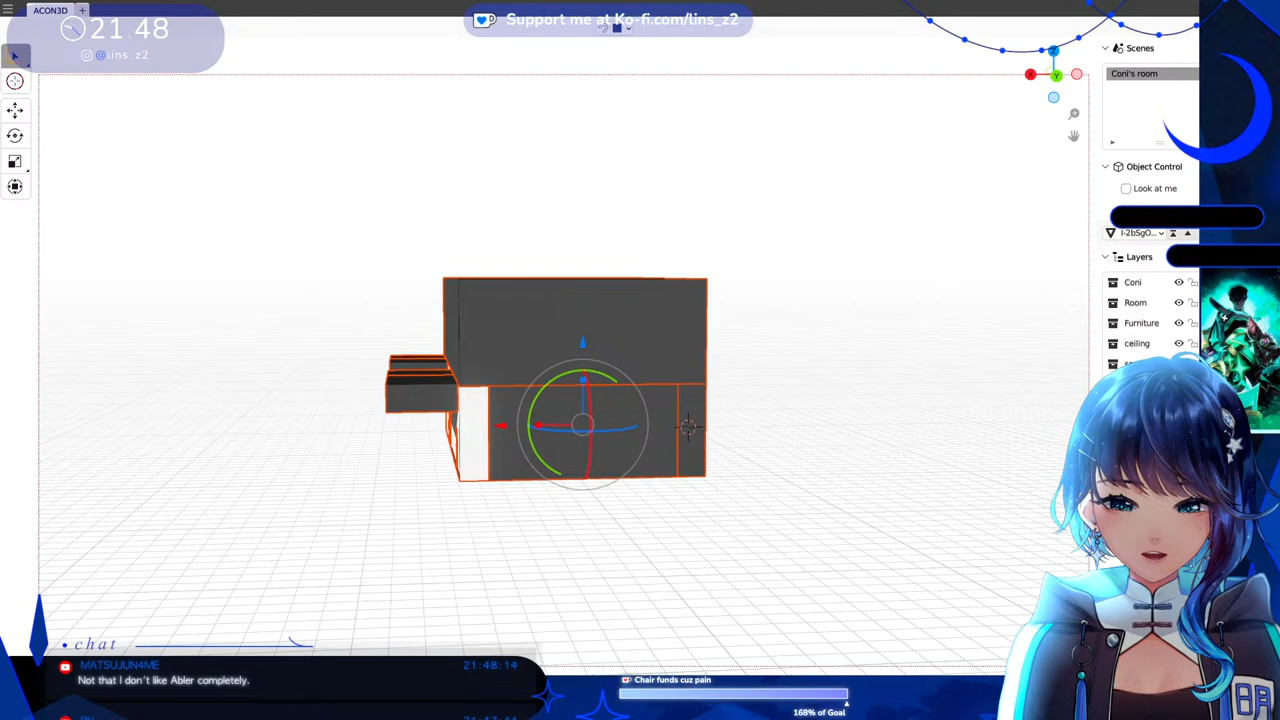 ACON3D +
21.48
@lins_z2
Support me at Ko-fi.com/lins_z2
Z
X
Y
Scenes
Coni's room
Object Control
Look at me
I-2bSgO...
Layers
Coni
Room
Furniture
ceiling
chat
MATSUJUN4ME 21:48:14
Not that I don't like Abler completely.
Chair funds cuz pain
168% of Goal